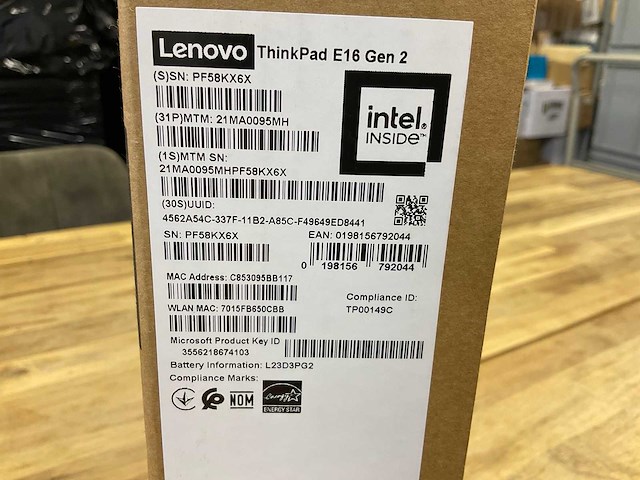 Lenovo ThinkPad E16 Gen 2
(S)SN: PF58KX6X
(31P)MTM: 21MA0095MH
intel.
INSIDE™
(1S)MTM SN:
21MA0095MHPF58KX6X
(30S)UUID:
4562A54C-337F-11B2-A85C-F49649ED8441
SN: PF58KX6X
EAN: 0198156792044
0 198156 792044
MAC Address: C853095BB117
WLAN MAC: 7015FB650CBB
Compliance ID:
TP00149C
Microsoft Product Key ID
3556218674103
Battery Information: L23D3PG2
Compliance Marks:
NOM
energy
ENERGY STAR